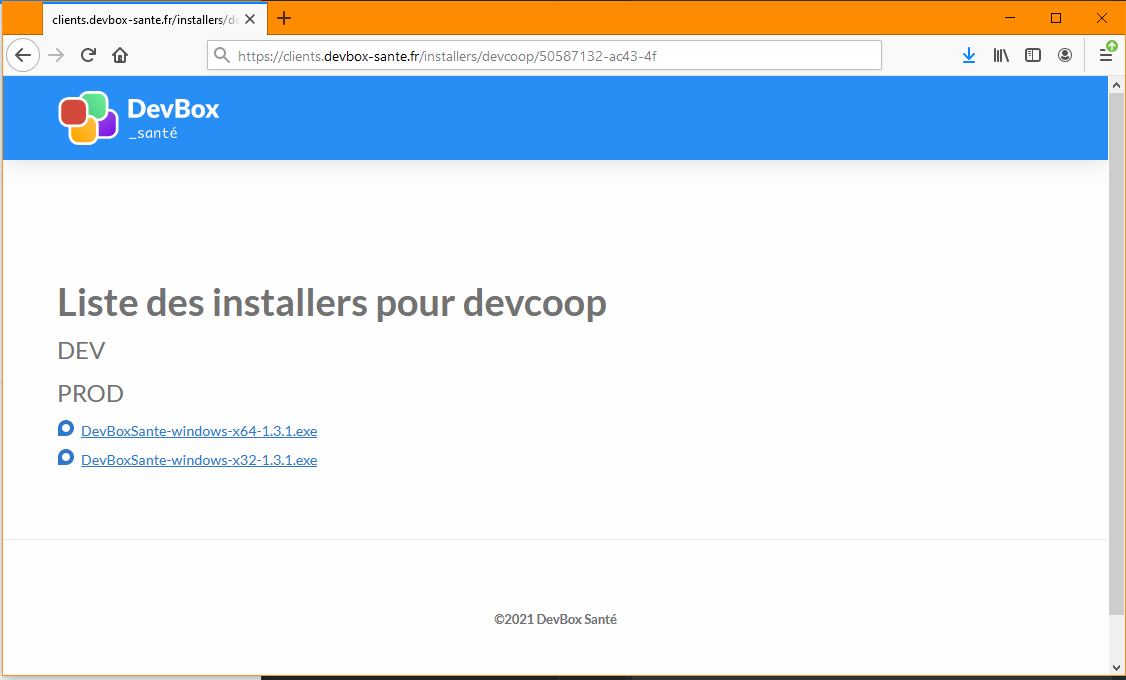 clients.devbox-sante.fr/installers/de
https://clients.devbox-sante.fr/installers/devcoop/50587132-ac43-4f
DevBox
_santé
Liste des installers pour devcoop
DEV
PROD
DevBoxSante-windows-x64-1.3.1.exe
DevBoxSante-windows-x32-1.3.1.exe
©2021 DevBox Santé